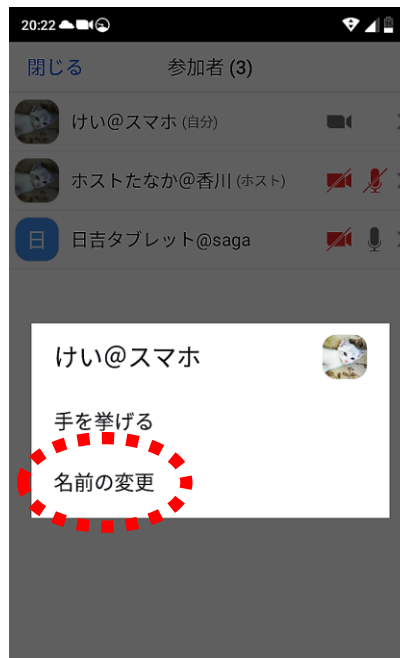 20:22
閉じる 参加者 (3)
けい@スマホ (自分)
ホストたなか@香川 (ホスト)
日 日吉タブレット@saga
けい@スマホ
手を挙げる
名前の変更